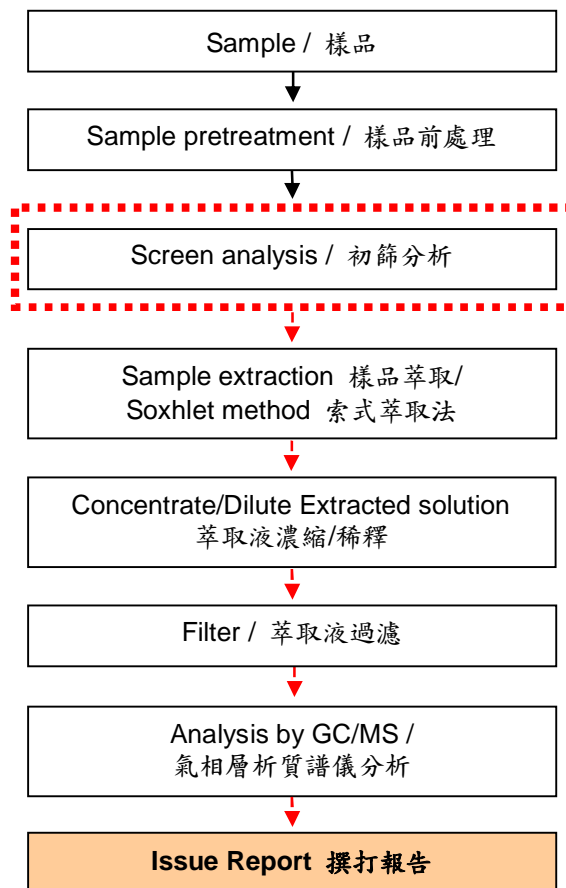 Sample / 樣品
Sample pretreatment / 樣品前處理
Screen analysis / 初篩分析
Sample extraction 樣品萃取/
Soxhlet method 索式萃取法
Concentrate/Dilute Extracted solution
萃取液濃縮/稀釋
Filter / 萃取液過濾
Analysis by GC/MS /
氣相層析質譜儀分析
Issue Report 撰打報告